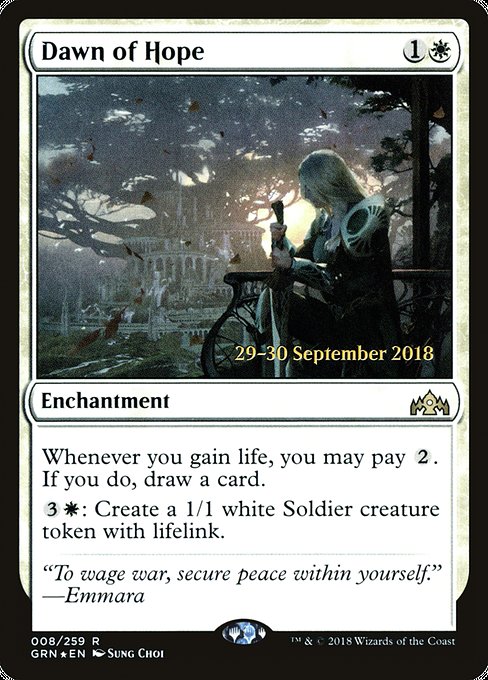 Dawn of Hope
1
29–30 September 2018
Enchantment
Whenever you gain life, you may pay 2.
If you do, draw a card.
3: Create a 1/1 white Soldier creature
token with lifelink.
“To wage war, secure peace within yourself.”
—Emmara
008/259 R
GRN★EN Sung Choi
™ & © 2018 Wizards of the Coast